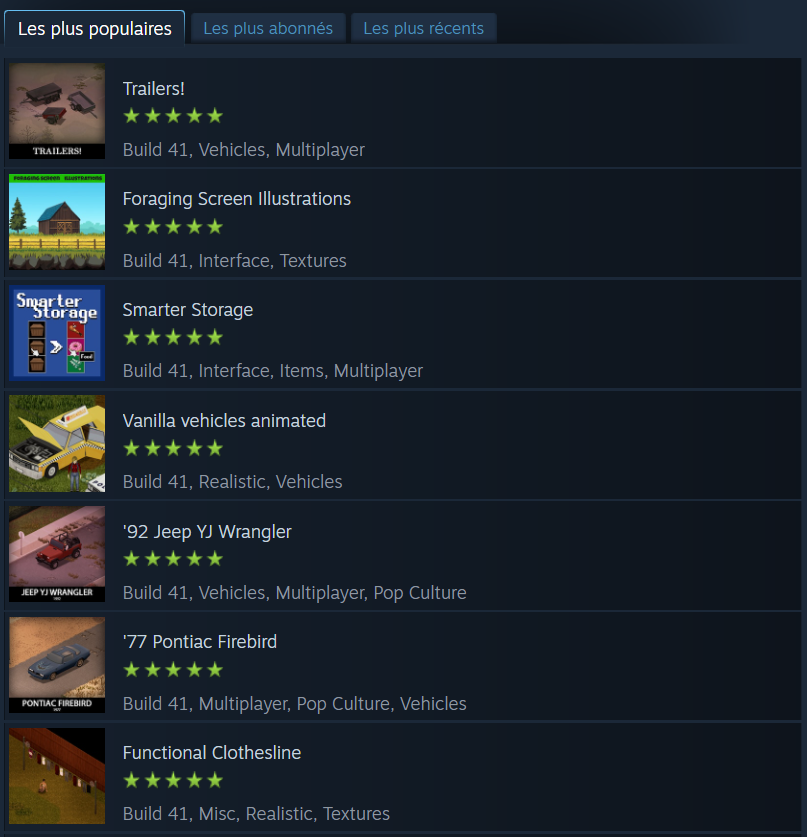 Les plus populaires
Les plus abonnés
Les plus récents
TRAILERS!
Trailers!
Build 41, Vehicles, Multiplayer
FORAGING SCREEN ILLUSTRATIONS
Foraging Screen Illustrations
Build 41, Interface, Textures
Smarter
Storage
Food
Smarter Storage
Build 41, Interface, Items, Multiplayer
Vanilla vehicles animated
Build 41, Realistic, Vehicles
JEEP YJ WRANGLER
'92 Jeep YJ Wrangler
Build 41, Vehicles, Multiplayer, Pop Culture
PONTIAC FIREBIRD
'77 Pontiac Firebird
Build 41, Multiplayer, Pop Culture, Vehicles
Functional Clothesline
Build 41, Misc, Realistic, Textures